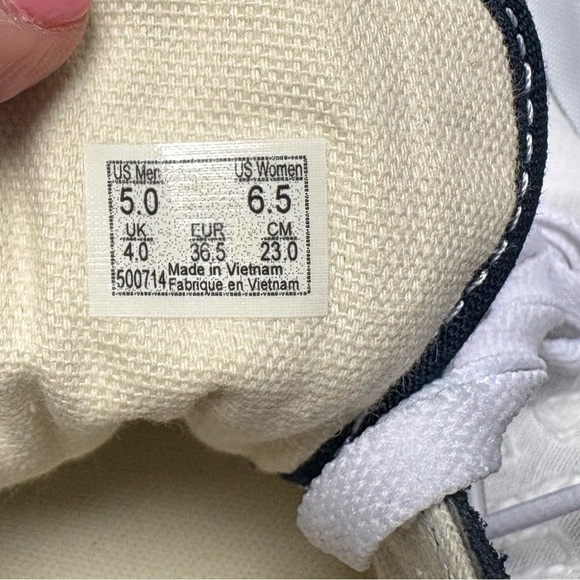 US Men US Women
5.0 6.5
UK EUR CM
4.0 36.5 23.0
500714 Made in Vietnam
Fabrique en Vietnam